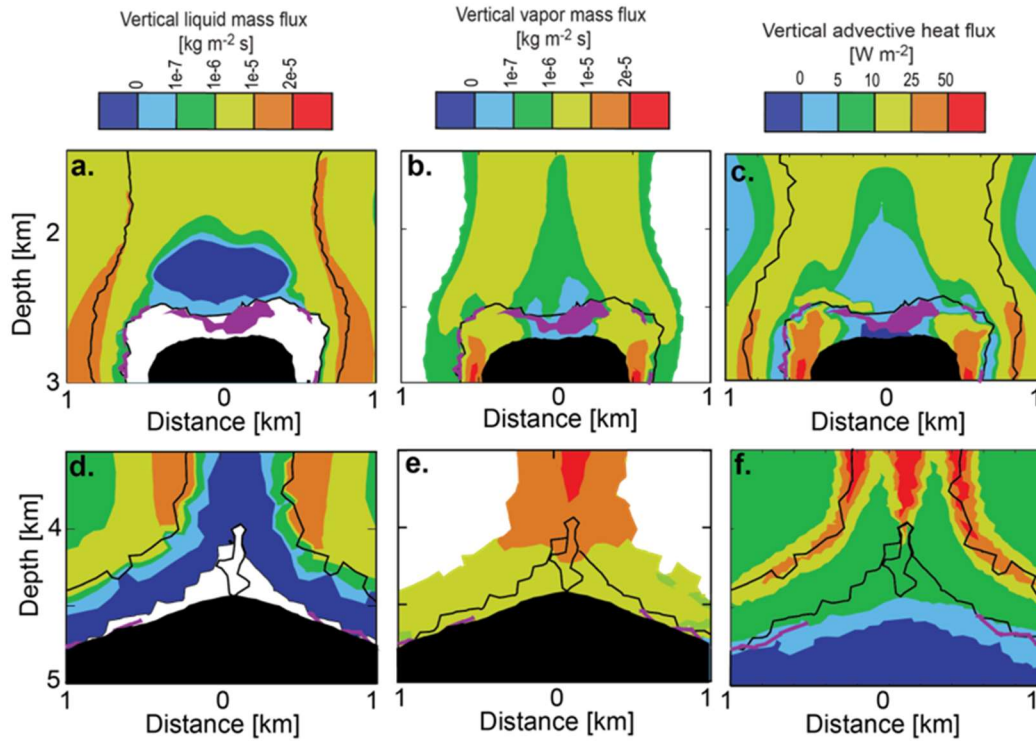 Vertical liquid mass flux
[kg m-2 s]
0 1e-7 1e-6 1e-5 2e-5
Vertical vapor mass flux
[kg m-2 s]
0 1e-7 1e-6 1e-5 2e-5
Vertical advective heat flux
[W m-2]
0 5 10 25 50
a. b. c.
Depth [km]
2
3
1 0 1 1 0 1 1 0 1
Distance [km] Distance [km] Distance [km]
d. e. f.
Depth [km]
4
5
1 0 1 1 0 1 1 0 1
Distance [km] Distance [km] Distance [km]